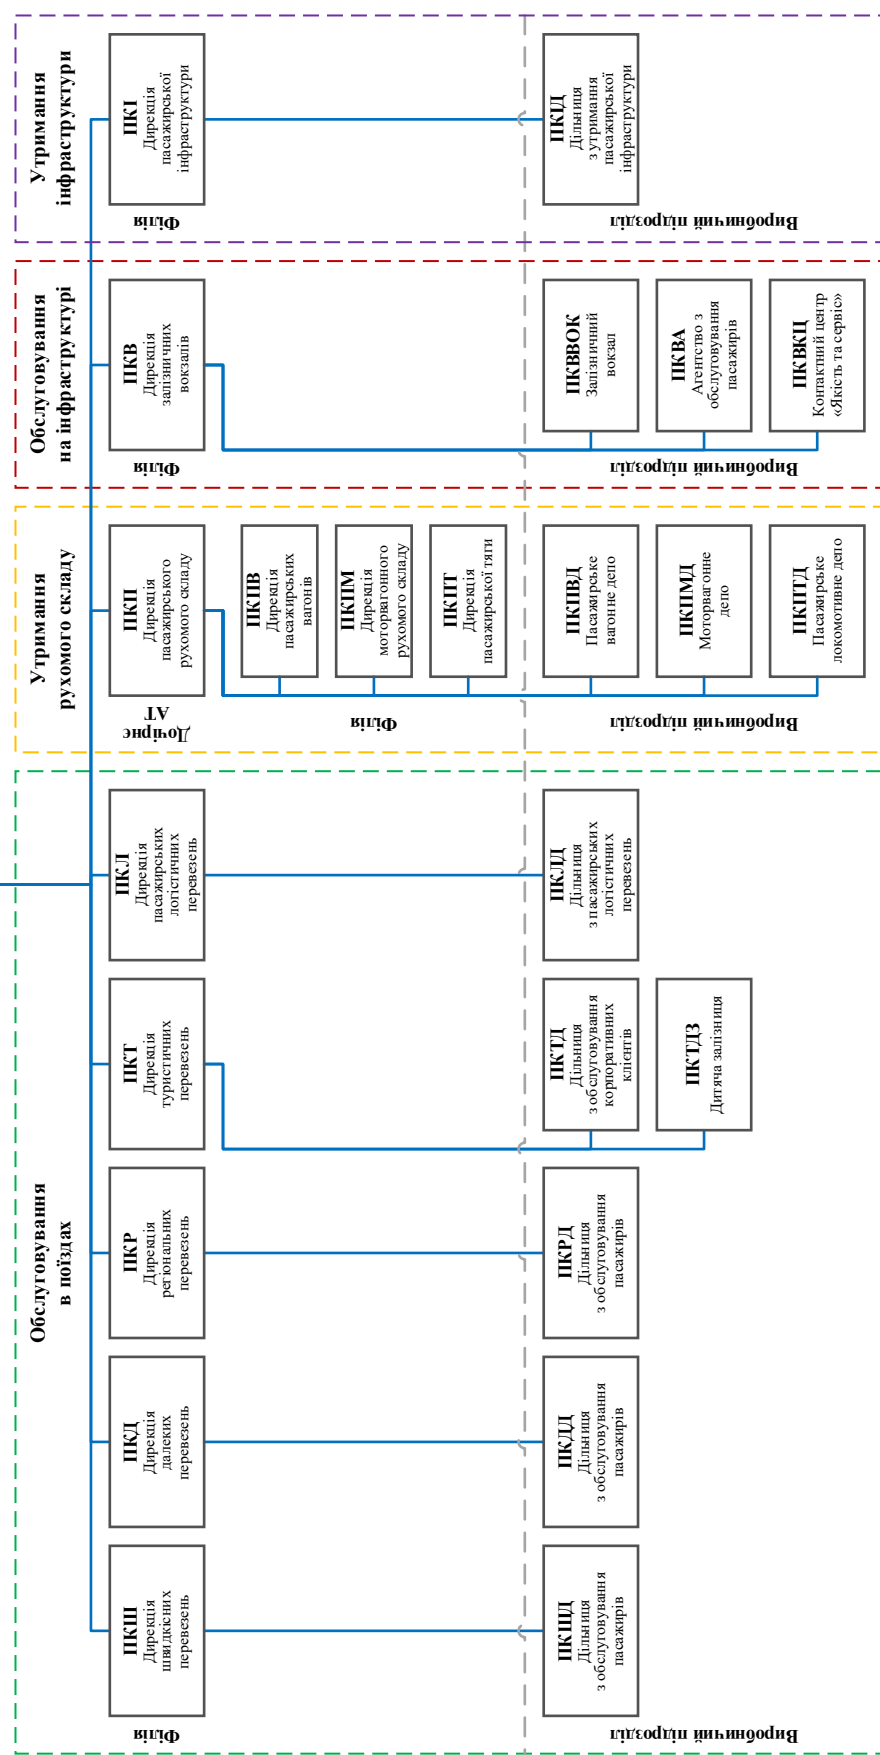 Обслуговування
в поїздах
ПКШ
Дирекція
швидкісних
перевезень
ПКД
Дирекція
далеких
перевезень
ПКР
Дирекція
регіональних
перевезень
ПКТ
Дирекція
туристичних
перевезень
ПКЛ
Дирекція
пасажирських
логістичних
перевезень
Філія
ПКШД
Дільниця
з обслуговування
пасажирів
ПКДД
Дільниця
з обслуговування
пасажирів
ПКРД
Дільниця
з обслуговування
пасажирів
ПКТД
Дільниця
з обслуговування
корпоративних
клієнтів
ПКТДЗ
Дитяча залізниця
ПКЛД
Дільниця
з пасажирських
логістичних
перевезень
Виробничий підрозділ
Утримання
рухомого складу
ПКП
Дирекція
пасажирського
рухомого складу
Дочірнє
АТ
ПКПВ
Дирекція
пасажирських
вагонів
ПКПМ
Дирекція
моторвагонного
рухомого складу
ПКПТ
Дирекція
пасажирської тяги
Філія
ПКПВД
Пасажирське
вагонне депо
ПКПМД
Моторвагонне
депо
ПКПТД
Пасажирське
локомотивне депо
Виробничий підрозділ
Обслуговування
на інфраструктурі
ПКВ
Дирекція
залізничних
вокзалів
Філія
ПКВВОК
Залізничний
вокзал
ПКВА
Агентство з
обслуговування
пасажирів
ПКВКЦ
Контактний центр
«Якість та сервіс»
Виробничий підрозділ
Утримання
інфраструктури
ПКІ
Дирекція
пасажирської
інфраструктури
Філія
ПКІД
Дільниця
з утримання
пасажирської
інфраструктури
Виробничий підрозділ